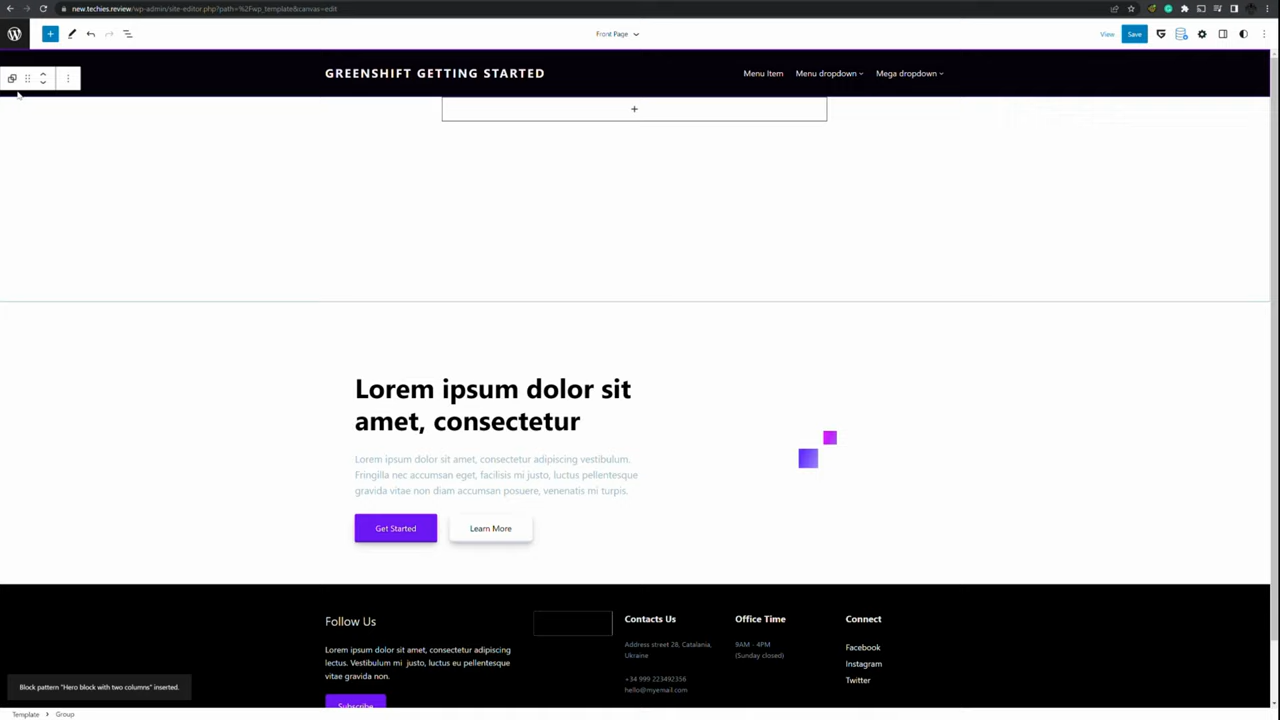 new.techies.review/wp-admin/site-editor.php?path=%2Fwp_template&canvas=edit
Front Page
View
Save
GREENSHIFT GETTING STARTED
Menu Item
Menu dropdown
Mega dropdown
Lorem ipsum dolor sit
amet, consectetur
Lorem ipsum dolor sit amet, consectetur adipiscing vestibulum.
Fringilla nec accumsan eget, facilisis mi justo, luctus pellentesque
gravida vitae non diam accumsan posuere, venenatis mi turpis.
Get Started
Learn More
Follow Us
Lorem ipsum dolor sit amet, consectetur adipiscing
lectus. Vestibulum mi justo, luctus eu pellentesque
vitae gravida non.
Subscribe
Contacts Us
Address street 28, Catalania,
Ukraine
+34 999 223492356
hello@myemail.com
Office Time
9AM - 4PM
(Sunday closed)
Connect
Facebook
Instagram
Twitter
Block pattern "Hero block with two columns" inserted.
Template > Group